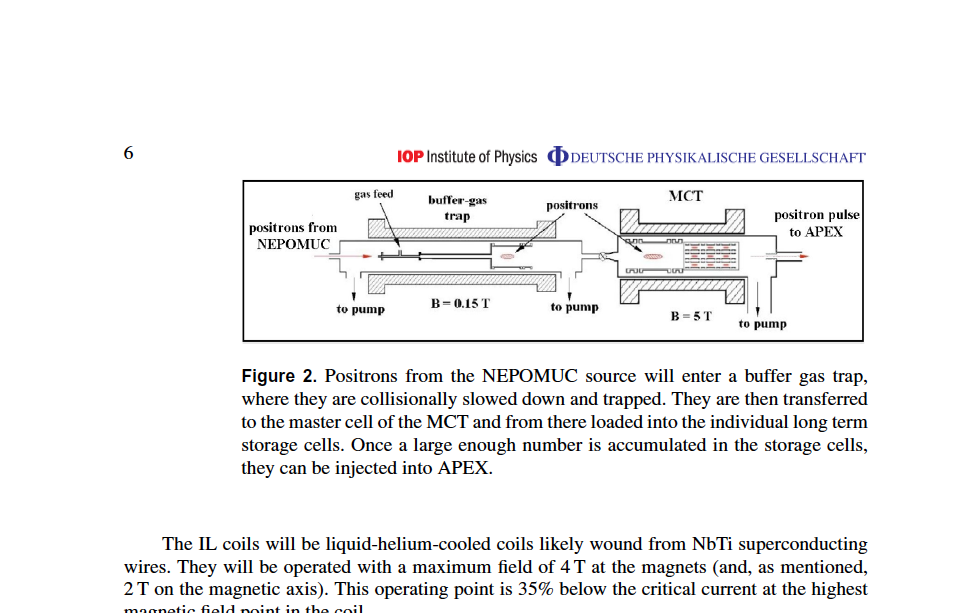 6
IOP Institute of Physics ΦDEUTSCHE PHYSIKALISCHE GESELLSCHAFT
gas feed
buffer-gas
trap
positrons
MCT
positron pulse
to APEX
positrons from
NEPOMUC
to pump
B = 0.15 T
to pump
B = 5 T
to pump
Figure 2. Positrons from the NEPOMUC source will enter a buffer gas trap,
where they are collisionally slowed down and trapped. They are then transferred
to the master cell of the MCT and from there loaded into the individual long term
storage cells. Once a large enough number is accumulated in the storage cells,
they can be injected into APEX.
The IL coils will be liquid-helium-cooled coils likely wound from NbTi superconducting
wires. They will be operated with a maximum field of 4 T at the magnets (and, as mentioned,
2 T on the magnetic axis). This operating point is 35% below the critical current at the highest
magnetic field point in the coil